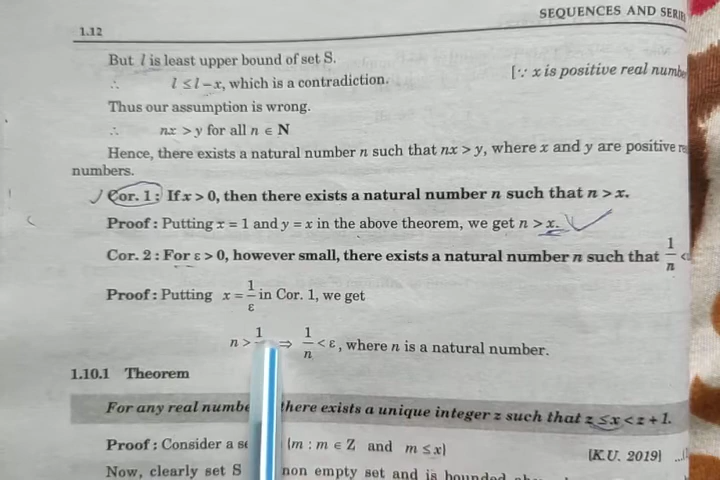 SEQUENCES AND SERI
1.12
But l is least upper bound of set S.
∴ l ≤ l – x, which is a contradiction. [∵ x is positive real numbe
Thus our assumption is wrong.
∴ nx > y for all n ∈ N
Hence, there exists a natural number n such that nx > y, where x and y are positive re
numbers.
Cor. 1 : If x > 0, then there exists a natural number n such that n > x.
Proof : Putting x = 1 and y = x in the above theorem, we get n > x.
Cor. 2 : For ε > 0, however small, there exists a natural number n such that 1/n <
Proof : Putting x = 1/ε in Cor. 1, we get
n > 1/ ⇒ 1/n < ε, where n is a natural number.
1.10.1 Theorem
For any real numbe there exists a unique integer z such that z ≤ x < z + 1.
Proof : Consider a se {m : m ∈ Z and m ≤ x} [K.U. 2019]
Now, clearly set S non empty set and is bounded